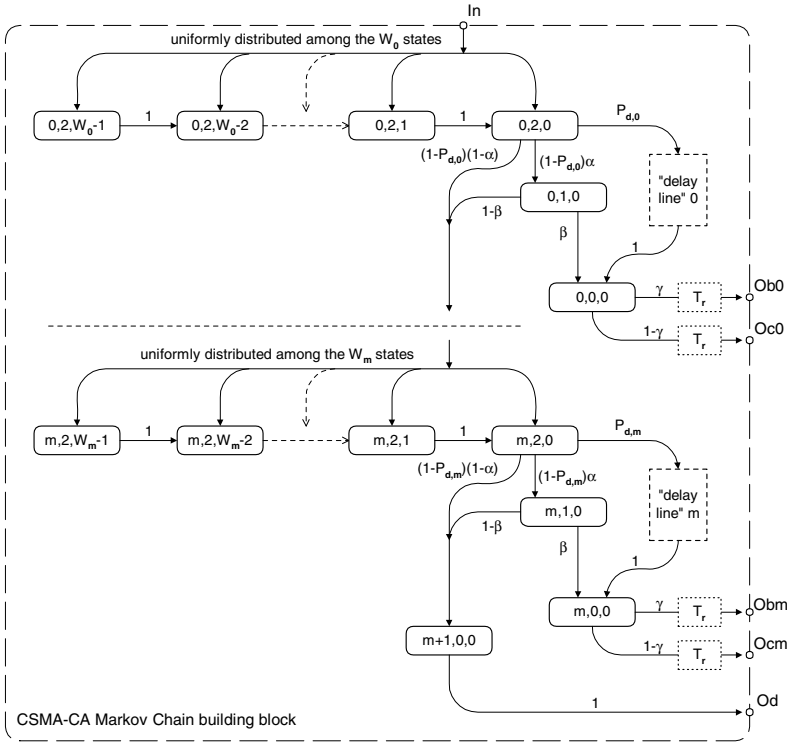 In
uniformly distributed among the W0 states
0,2,W0-1
1
0,2,W0-2
0,2,1
1
0,2,0
Pd,0
(1-Pd,0)(1-α)
(1-Pd,0)α
"delay
line" 0
0,1,0
1-β
β
1
0,0,0
γ
Tr
Ob0
1-γ
Tr
Oc0
uniformly distributed among the Wm states
m,2,Wm-1
1
m,2,Wm-2
m,2,1
1
m,2,0
Pd,m
(1-Pd,m)(1-α)
(1-Pd,m)α
"delay
line" m
m,1,0
1-β
β
1
m,0,0
γ
Tr
Obm
1-γ
Tr
Ocm
m+1,0,0
1
Od
CSMA-CA Markov Chain building block